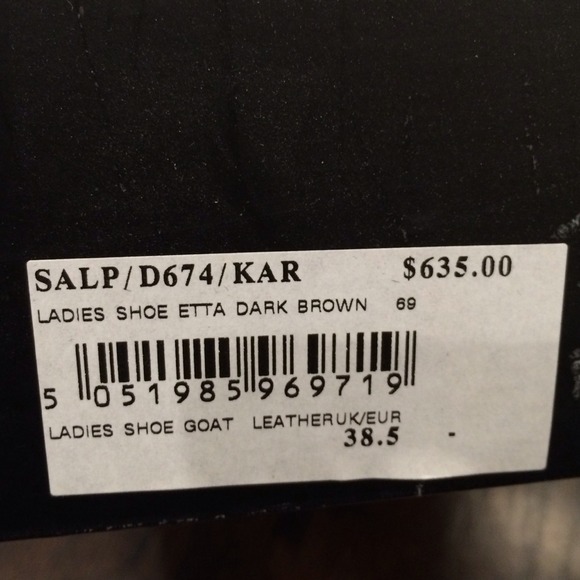 SALP/D674/KAR $635.00
LADIES SHOE ETTA DARK BROWN 69
5 051985 969719
LADIES SHOE GOAT LEATHERUK/EUR
38.5 -